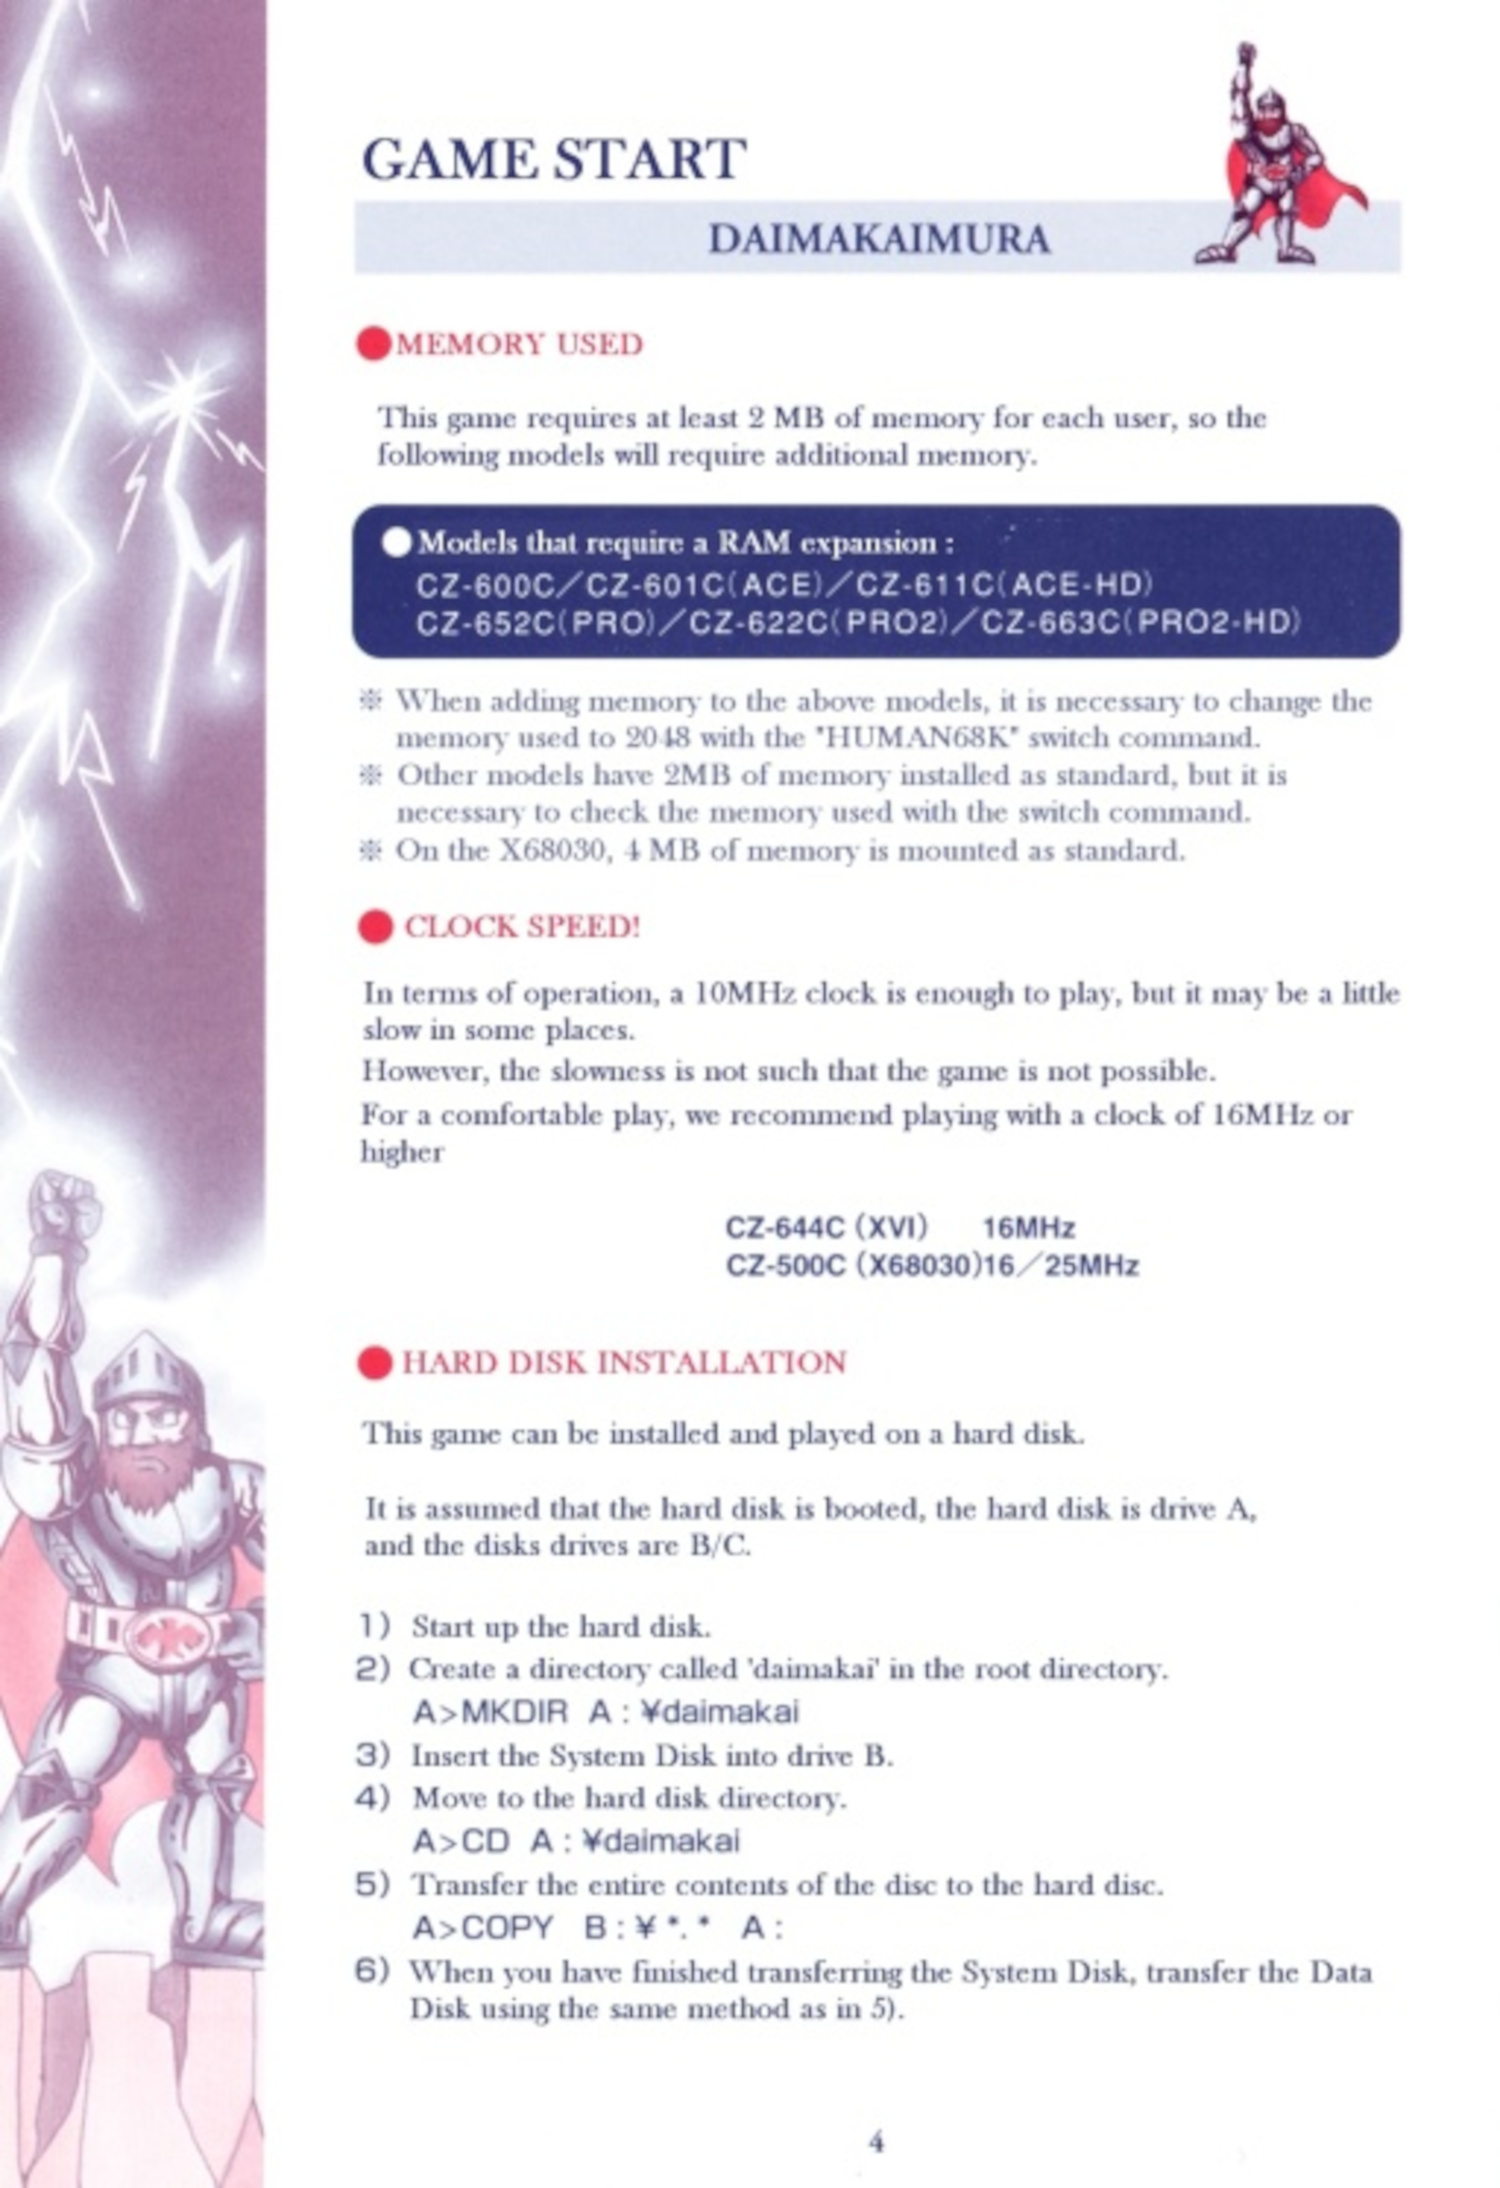 GAME START
DAIMAKAIMURA
●MEMORY USED
This game requires at least 2 MB of memory for each user, so the
following models will require additional memory.
●Models that require a RAM expansion :
CZ-600C／CZ-601C(ACE)／CZ-611C(ACE-HD)
CZ-652C(PRO)／CZ-622C(PRO2)／CZ-663C(PRO2-HD)
※ When adding memory to the above models, it is necessary to change the
memory used to 2048 with the "HUMAN68K" switch command.
※ Other models have 2MB of memory installed as standard, but it is
necessary to check the memory used with the switch command.
※ On the X68030, 4 MB of memory is mounted as standard.
● CLOCK SPEED!
In terms of operation, a 10MHz clock is enough to play, but it may be a little
slow in some places.
However, the slowness is not such that the game is not possible.
For a comfortable play, we recommend playing with a clock of 16MHz or
higher
CZ-644C (XVI) 16MHz
CZ-500C (X68030)16／25MHz
● HARD DISK INSTALLATION
This game can be installed and played on a hard disk.
It is assumed that the hard disk is booted, the hard disk is drive A,
and the disks drives are B/C.
1) Start up the hard disk.
2) Create a directory called 'daimakai' in the root directory.
A>MKDIR A : ¥daimakai
3) Insert the System Disk into drive B.
4) Move to the hard disk directory.
A>CD A : ¥daimakai
5) Transfer the entire contents of the disc to the hard disc.
A>COPY B : ¥ *. * A :
6) When you have finished transferring the System Disk, transfer the Data
Disk using the same method as in 5).
4